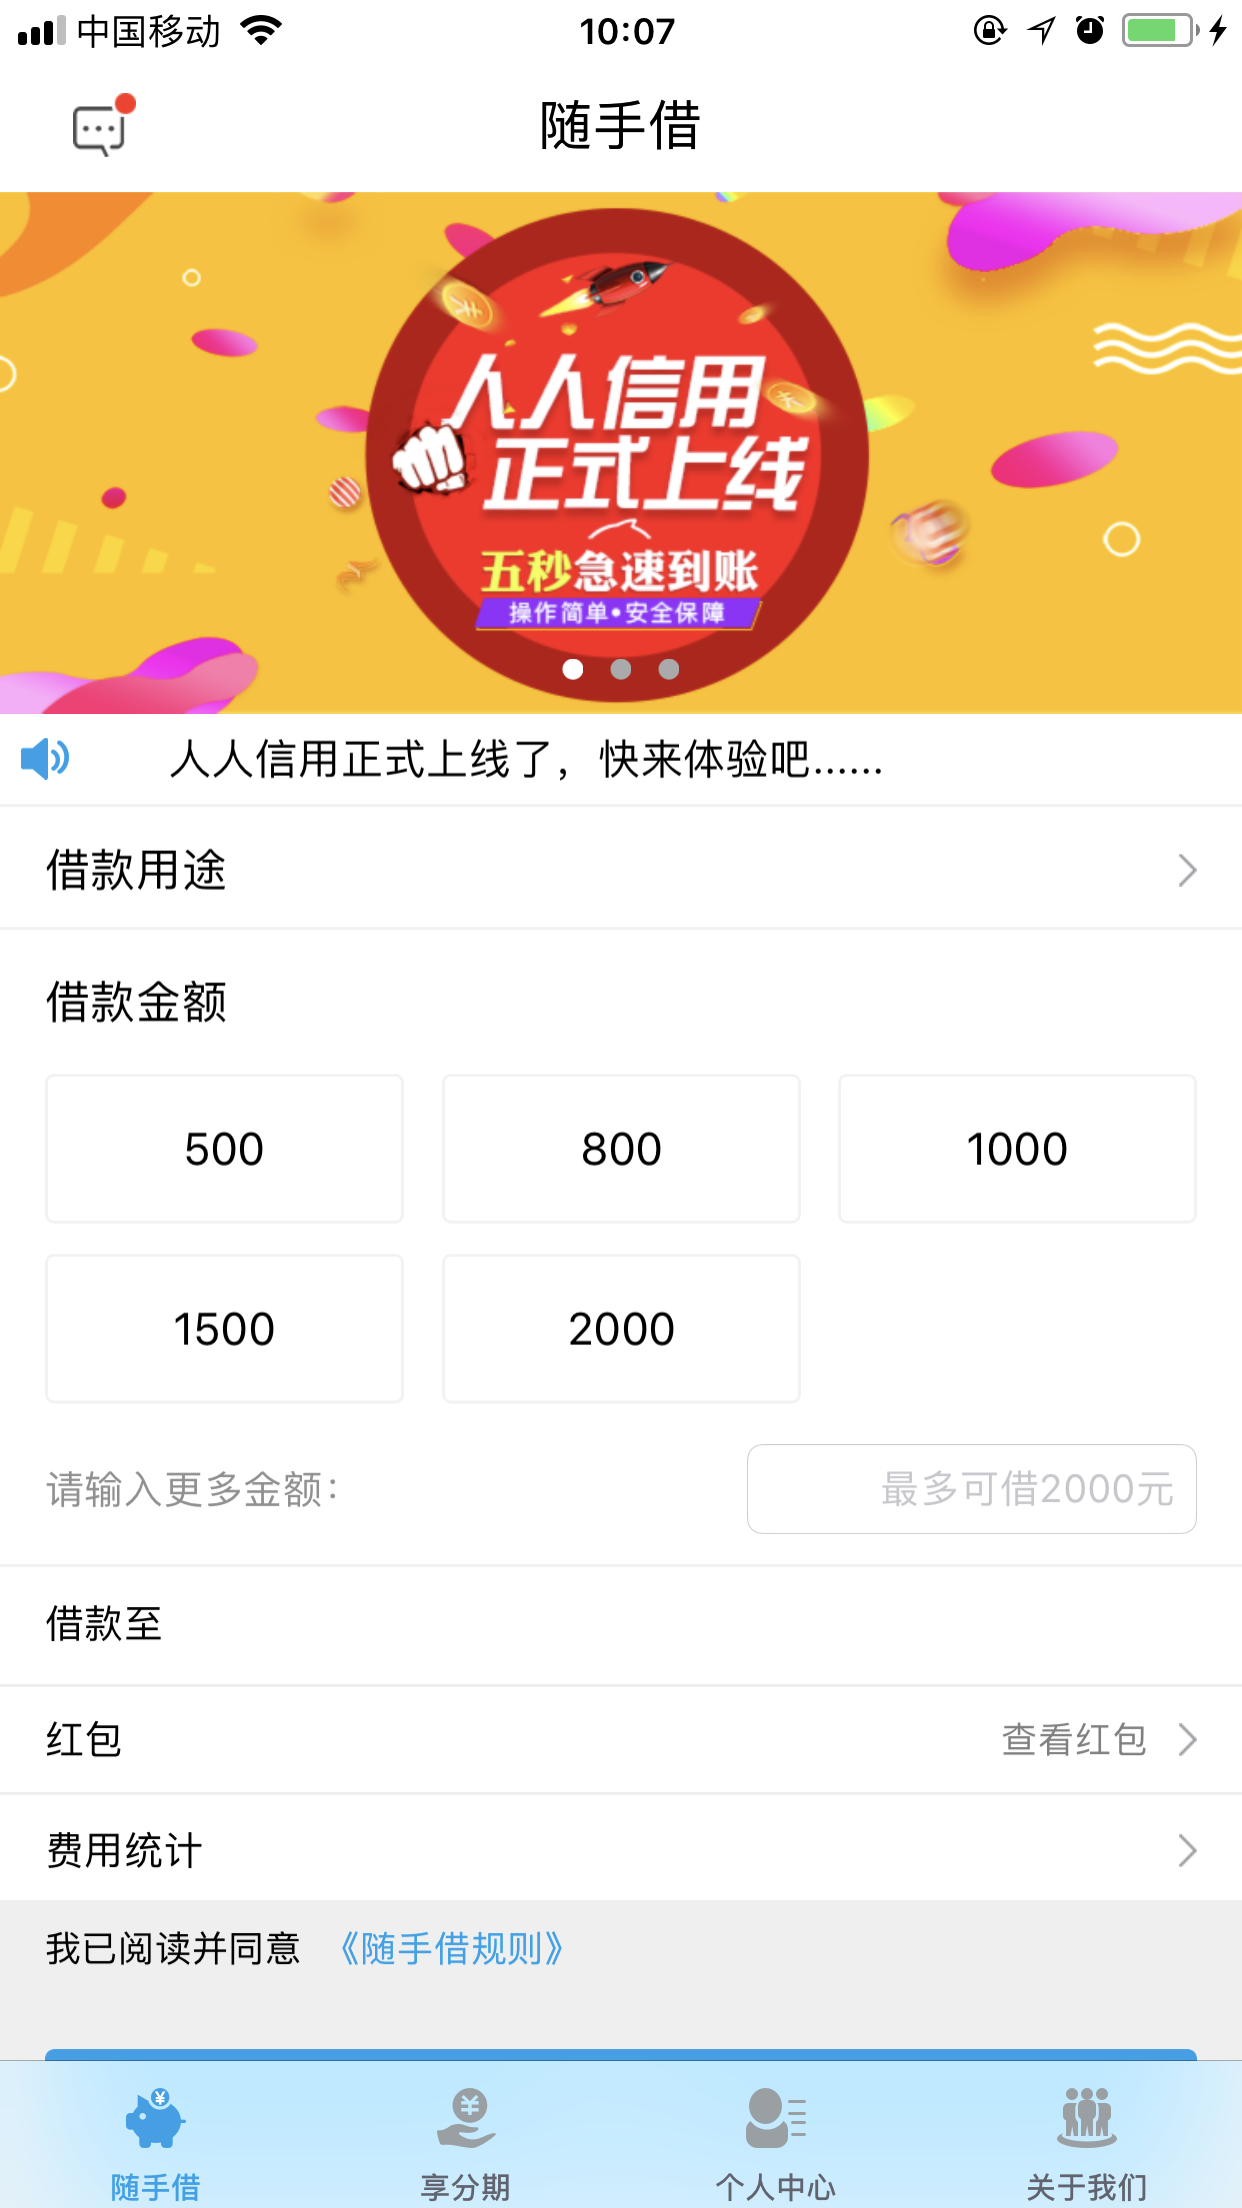 中国移动
10:07
随手借
人人信用
正式上线
五秒急速到账
操作简单•安全保障
人人信用正式上线了，快来体验吧......
借款用途
借款金额
500
800
1000
1500
2000
请输入更多金额：
最多可借2000元
借款至
红包
查看红包
费用统计
我已阅读并同意 《随手借规则》
随手借
享分期
个人中心
关于我们